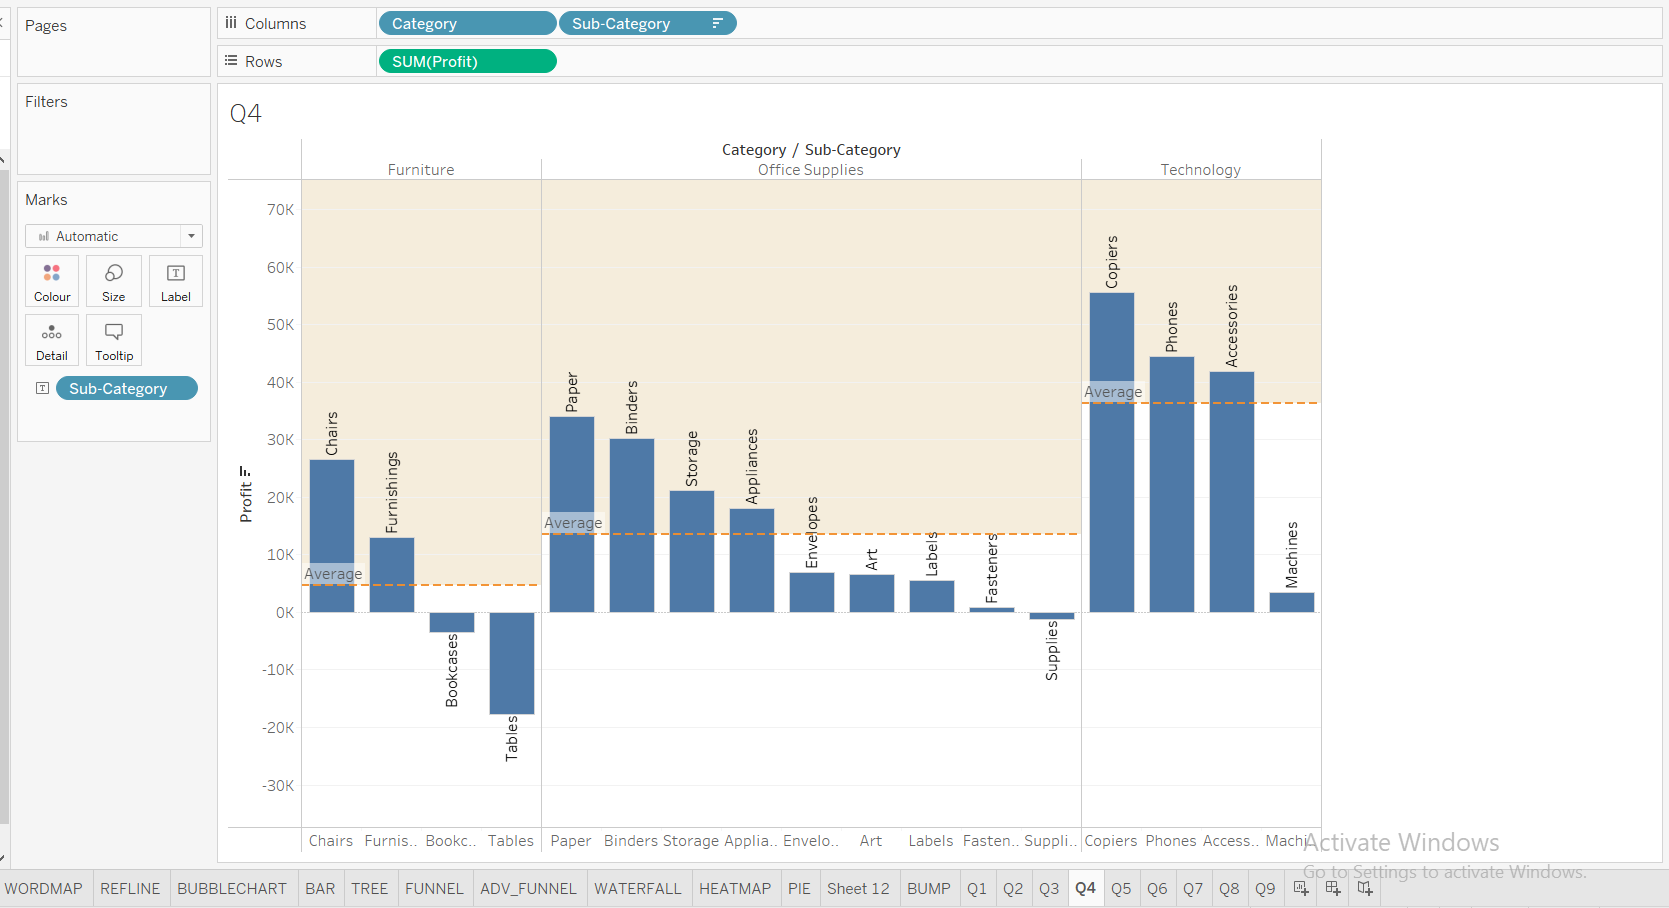 Pages
Columns
Category
Sub-Category
Rows
SUM(Profit)
Filters
Marks
Automatic
Colour
Size
Label
Detail
Tooltip
Sub-Category
Q4
Category / Sub-Category
Furniture
Office Supplies
Technology
Profit
70K
60K
50K
40K
30K
20K
10K
0K
-10K
-20K
-30K
Chairs
Furnishings
Bookcases
Tables
Average
Paper
Binders
Storage
Appliances
Envelopes
Art
Labels
Fasteners
Supplies
Average
Copiers
Phones
Accessories
Machines
Average
Chairs Furnis.. Bookc.. Tables Paper Binders Storage Applia.. Envelo.. Art Labels Fasten.. Suppli.. Copiers Phones Access.. Machi
Activate Windows
Go to Settings to activate Windows.
WORDMAP REFLINE BUBBLECHART BAR TREE FUNNEL ADV_FUNNEL WATERFALL HEATMAP PIE Sheet 12 BUMP Q1 Q2 Q3 Q4 Q5 Q6 Q7 Q8 Q9